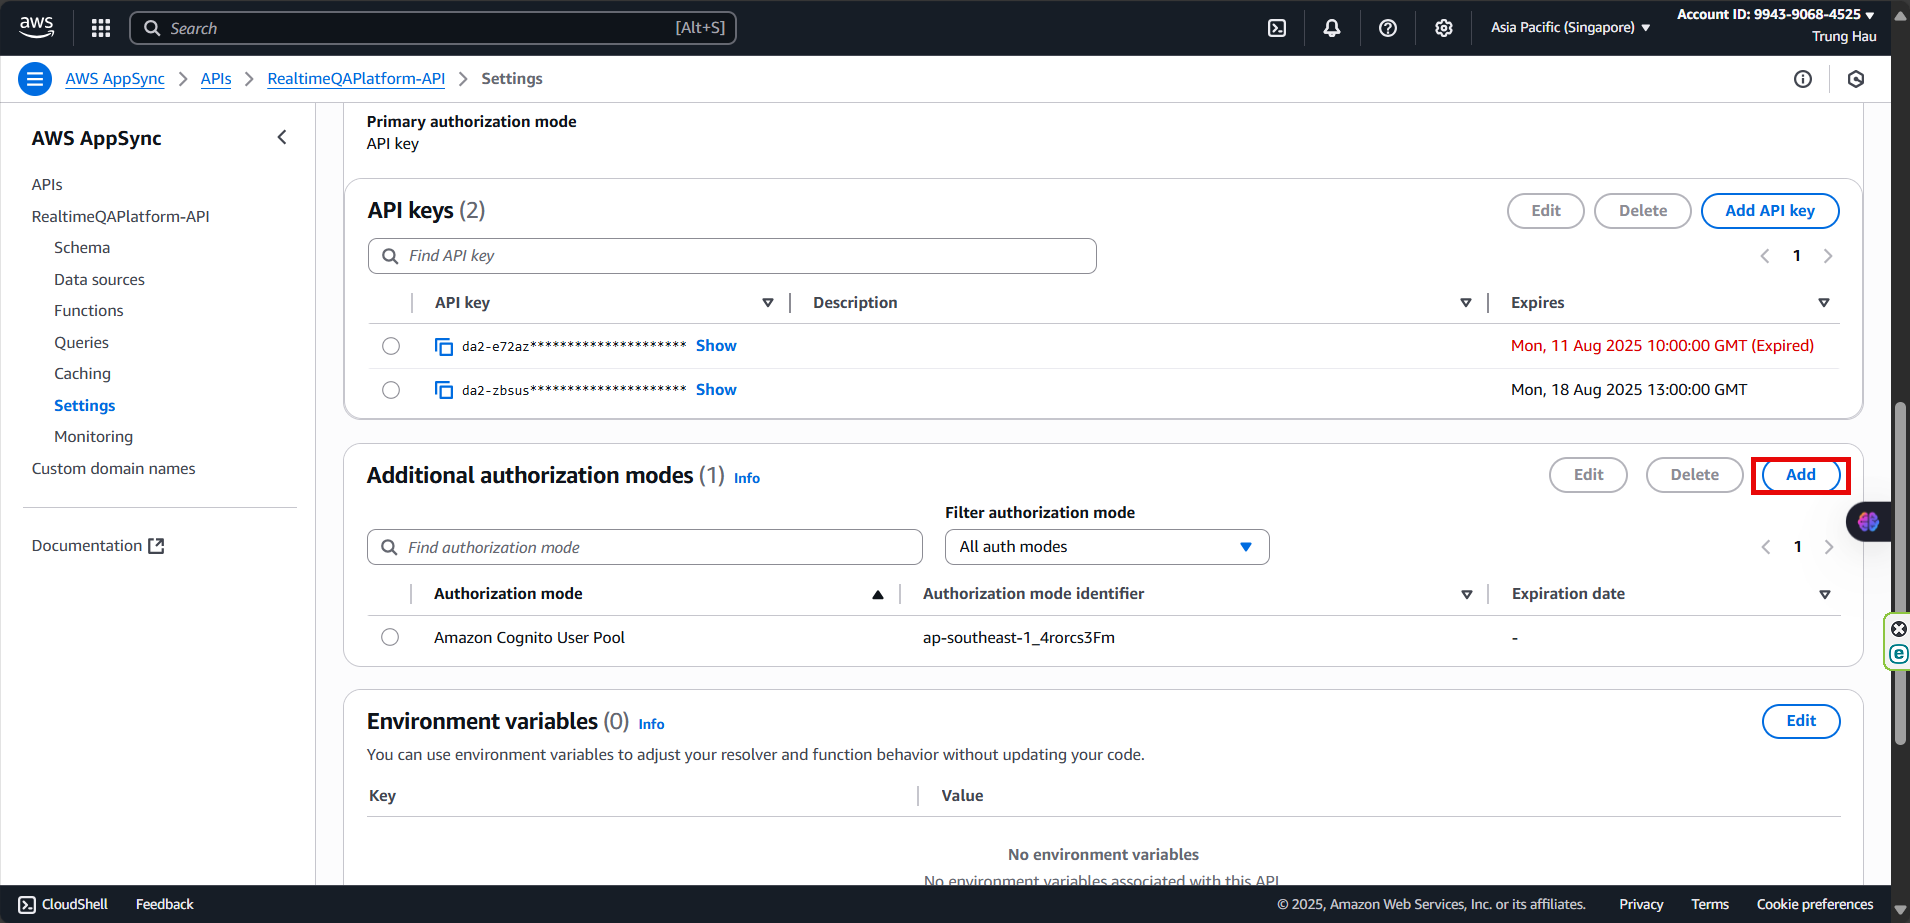 aws
Search
[Alt+S]
Asia Pacific (Singapore)
Account ID: 9943-9068-4525
Trung Hau
AWS AppSync
APIs
RealtimeQAPlatform-API
Settings
AWS AppSync
APIs
RealtimeQAPlatform-API
Schema
Data sources
Functions
Queries
Caching
Settings
Monitoring
Custom domain names
Documentation
Primary authorization mode
API key
API keys (2)
Edit
Delete
Add API key
Find API key
1
API key
Description
Expires
da2-e72az********************* Show
Mon, 11 Aug 2025 10:00:00 GMT (Expired)
da2-zbsus********************* Show
Mon, 18 Aug 2025 13:00:00 GMT
Additional authorization modes (1) Info
Edit
Delete
Add
Filter authorization mode
Find authorization mode
All auth modes
1
Authorization mode
Authorization mode identifier
Expiration date
Amazon Cognito User Pool
ap-southeast-1_4rorcs3Fm
-
Environment variables (0) Info
Edit
You can use environment variables to adjust your resolver and function behavior without updating your code.
Key
Value
No environment variables
No environment variables associated with this API
CloudShell
Feedback
© 2025, Amazon Web Services, Inc. or its affiliates.
Privacy
Terms
Cookie preferences